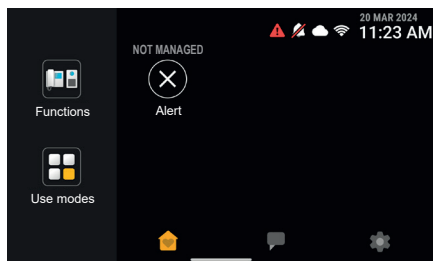 20 MAR 2024
11:23 AM
NOT MANAGED
Alert
Functions
Use modes